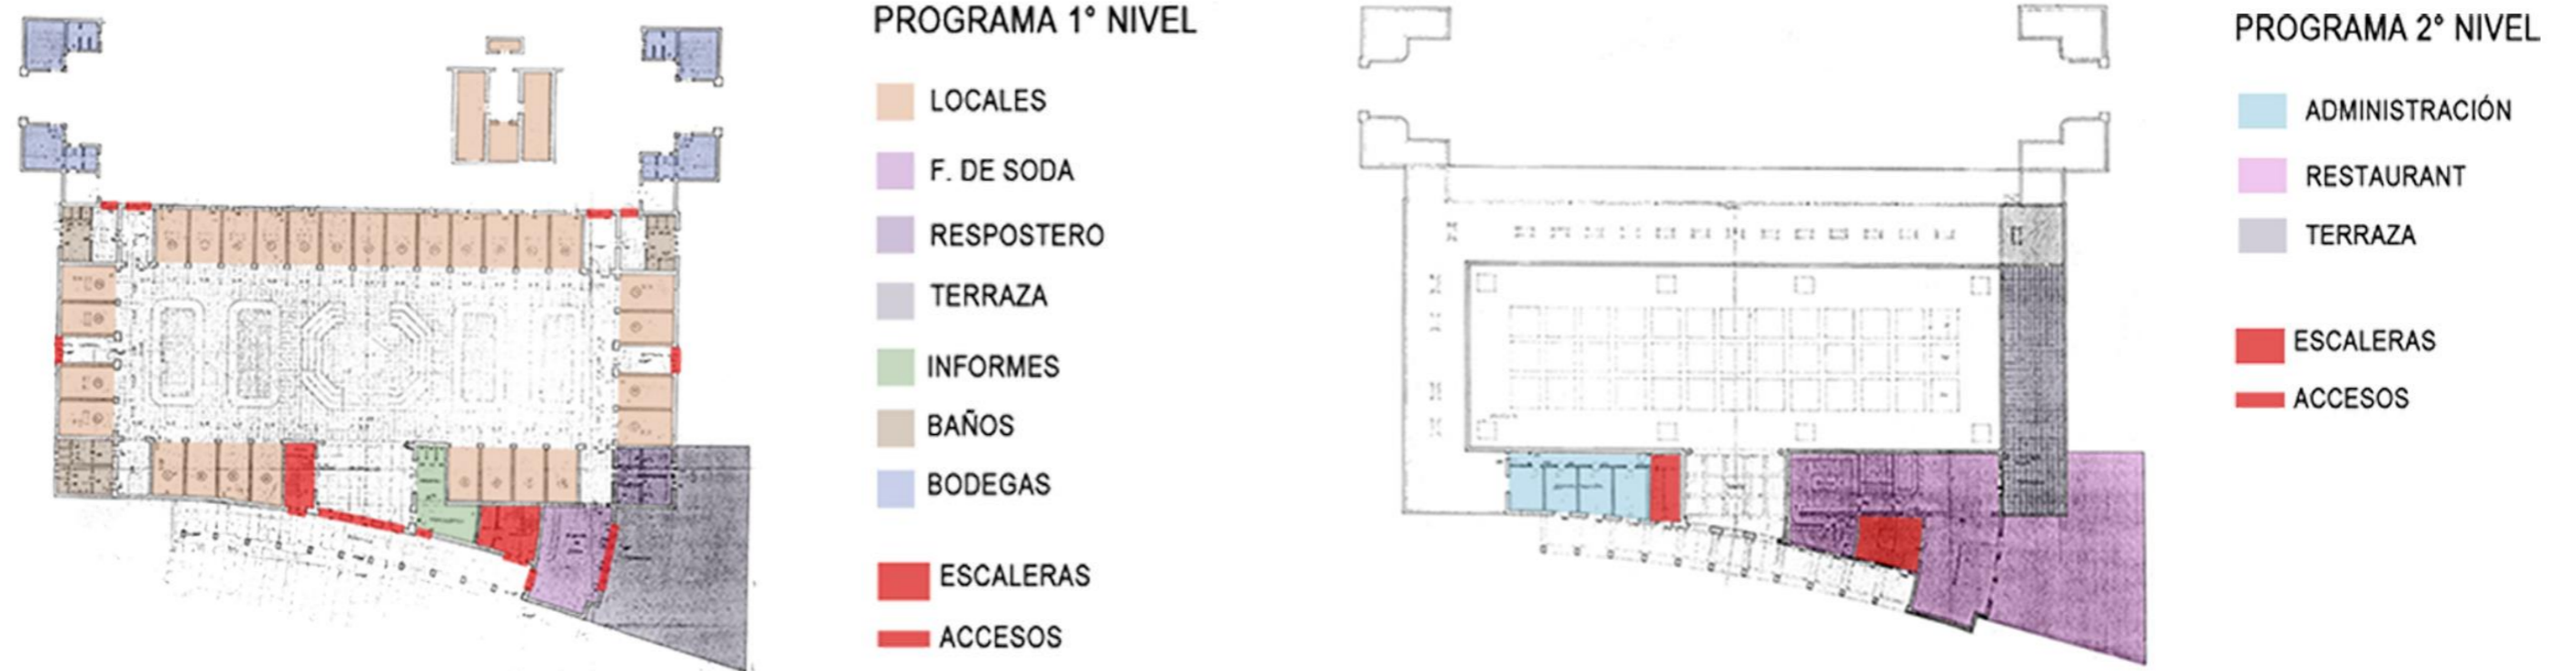 PROGRAMA 1° NIVEL
LOCALES
F. DE SODA
RESPOSTERO
TERRAZA
INFORMES
BAÑOS
BODEGAS
ESCALERAS
ACCESOS
PROGRAMA 2° NIVEL
ADMINISTRACIÓN
RESTAURANT
TERRAZA
ESCALERAS
ACCESOS